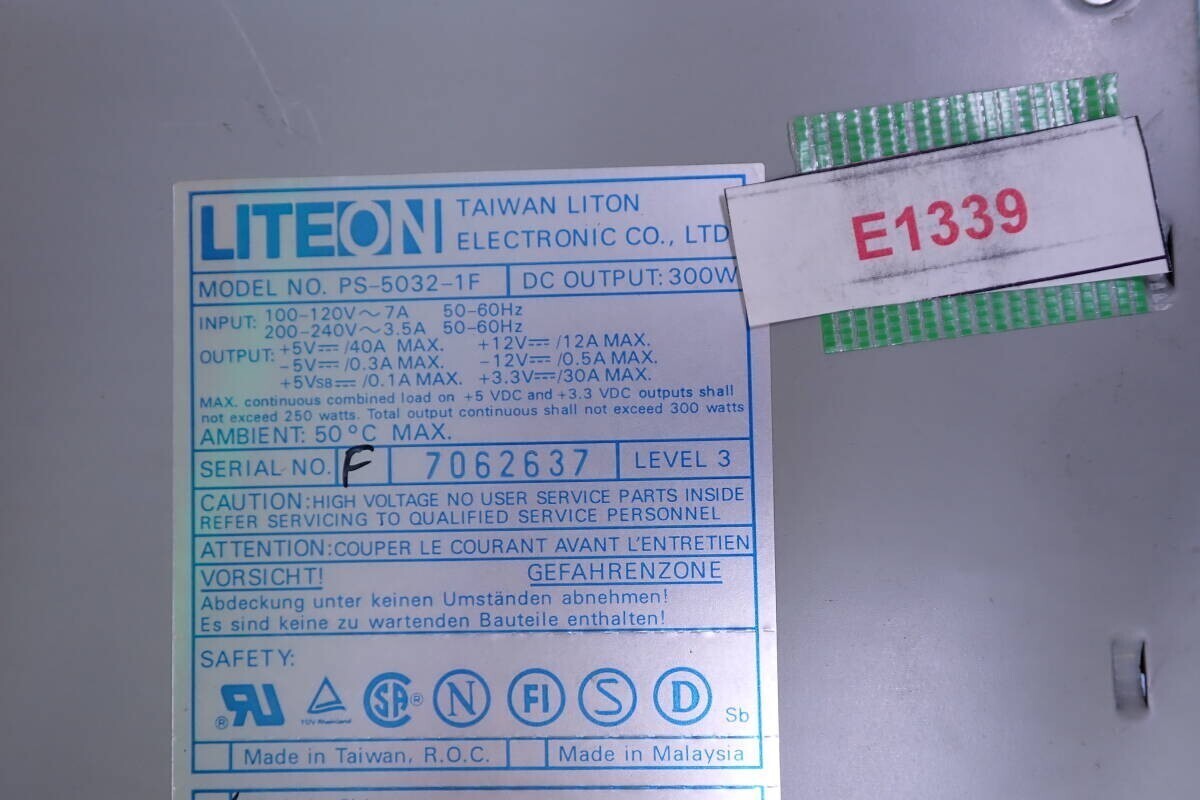 LITEON
TAIWAN LITON
ELECTRONIC CO., LTD
E1339
MODEL NO. PS-5032-1F
DC OUTPUT: 300W
INPUT: 100-120V~7A 50-60Hz
200-240V~3.5A 50-60Hz
OUTPUT: +5V⎓/40A MAX. +12V⎓/12A MAX.
-5V⎓/0.3A MAX. -12V⎓/0.5A MAX.
+5VSB⎓/0.1A MAX. +3.3V⎓/30A MAX.
MAX. continuous combined load on +5 VDC and +3.3 VDC outputs shall
not exceed 250 watts. Total output continuous shall not exceed 300 watts
AMBIENT: 50°C MAX.
SERIAL NO. F 7062637 LEVEL 3
CAUTION: HIGH VOLTAGE NO USER SERVICE PARTS INSIDE
REFER SERVICING TO QUALIFIED SERVICE PERSONNEL
ATTENTION: COUPER LE COURANT AVANT L'ENTRETIEN
VORSICHT! GEFAHRENZONE
Abdeckung unter keinen Umständen abnehmen!
Es sind keine zu wartenden Bauteile enthalten!
SAFETY:
® TÜV Rheinland SA® N FI S D Sb
Made in Taiwan, R.O.C. Made in Malaysia